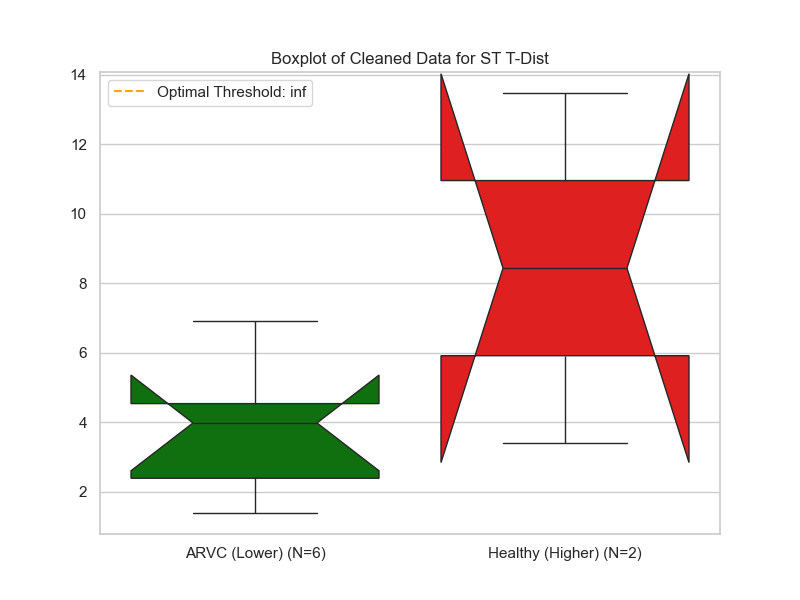 Boxplot of Cleaned Data for ST T-Dist
Optimal Threshold: inf
14
12
10
8
6
4
2
ARVC (Lower) (N=6)
Healthy (Higher) (N=2)